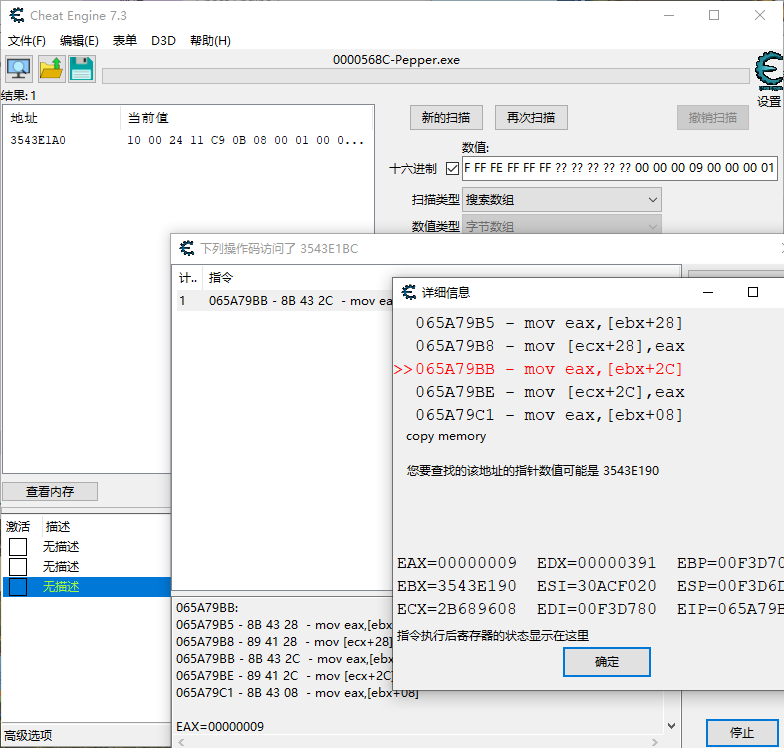 Cheat Engine 7.3
文件(F) 编辑(E) 表单 D3D 帮助(H)
0000568C-Pepper.exe
设置
结果: 1
地址 当前值
3543E1A0 10 00 24 11 C9 0B 08 00 01 00 0...
新的扫描 再次扫描 撤销扫描
数值:
十六进制 F FF FE FF FF FF ?? ?? ?? ?? ?? 00 00 00 09 00 00 00 01
扫描类型 搜索数组
数值类型 字节数组
查看内存
激活 描述
无描述
无描述
无描述
高级选项
下列操作码访问了 3543E1BC
计.. 指令
1 065A79BB - 8B 43 2C - mov ea
065A79BB:
065A79B5 - 8B 43 28 - mov eax,[ebx
065A79B8 - 89 41 28 - mov [ecx+28]
065A79BB - 8B 43 2C - mov eax,[ebx
065A79BE - 89 41 2C - mov [ecx+2C]
065A79C1 - 8B 43 08 - mov eax,[ebx+08]
EAX=00000009
停止
详细信息
065A79B5 - mov eax,[ebx+28]
065A79B8 - mov [ecx+28],eax
>>065A79BB - mov eax,[ebx+2C]
065A79BE - mov [ecx+2C],eax
065A79C1 - mov eax,[ebx+08]
copy memory
您要查找的该地址的指针数值可能是 3543E190
EAX=00000009 EDX=00000391 EBP=00F3D70
EBX=3543E190 ESI=30ACF020 ESP=00F3D6D
ECX=2B689608 EDI=00F3D780 EIP=065A79B
指令执行后寄存器的状态显示在这里
确定